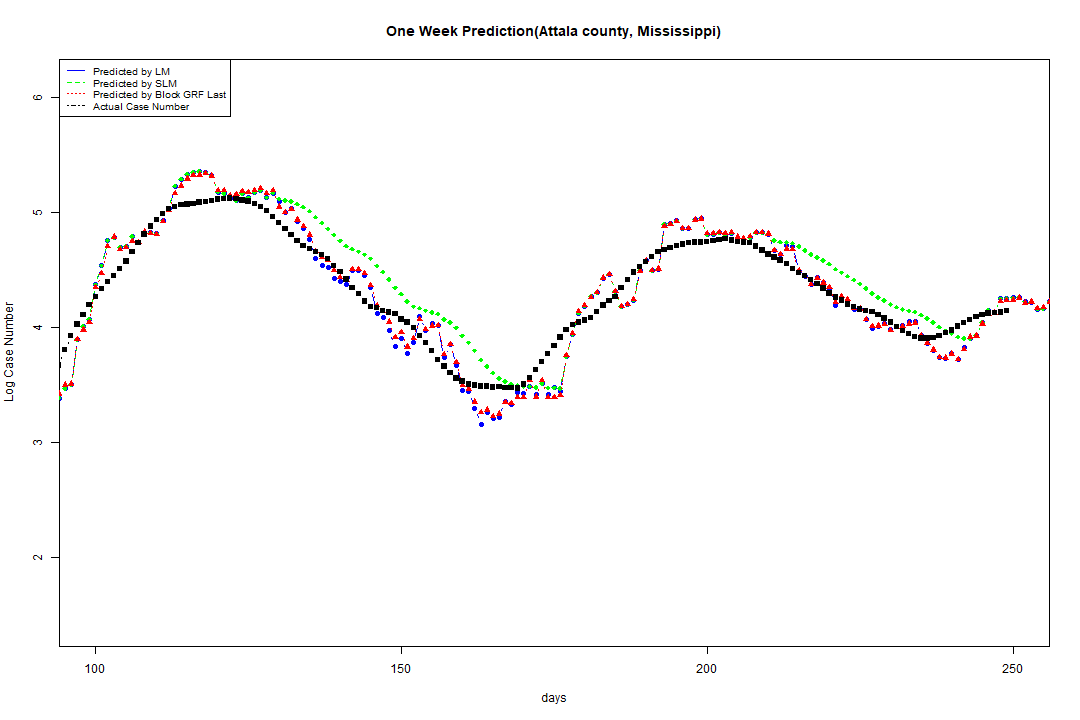 One Week Prediction(Attala county, Mississippi)
Predicted by LM
Predicted by SLM
Predicted by Block GRF Last
Actual Case Number
6
5
4
3
2
Log Case Number
100 150 200 250
days